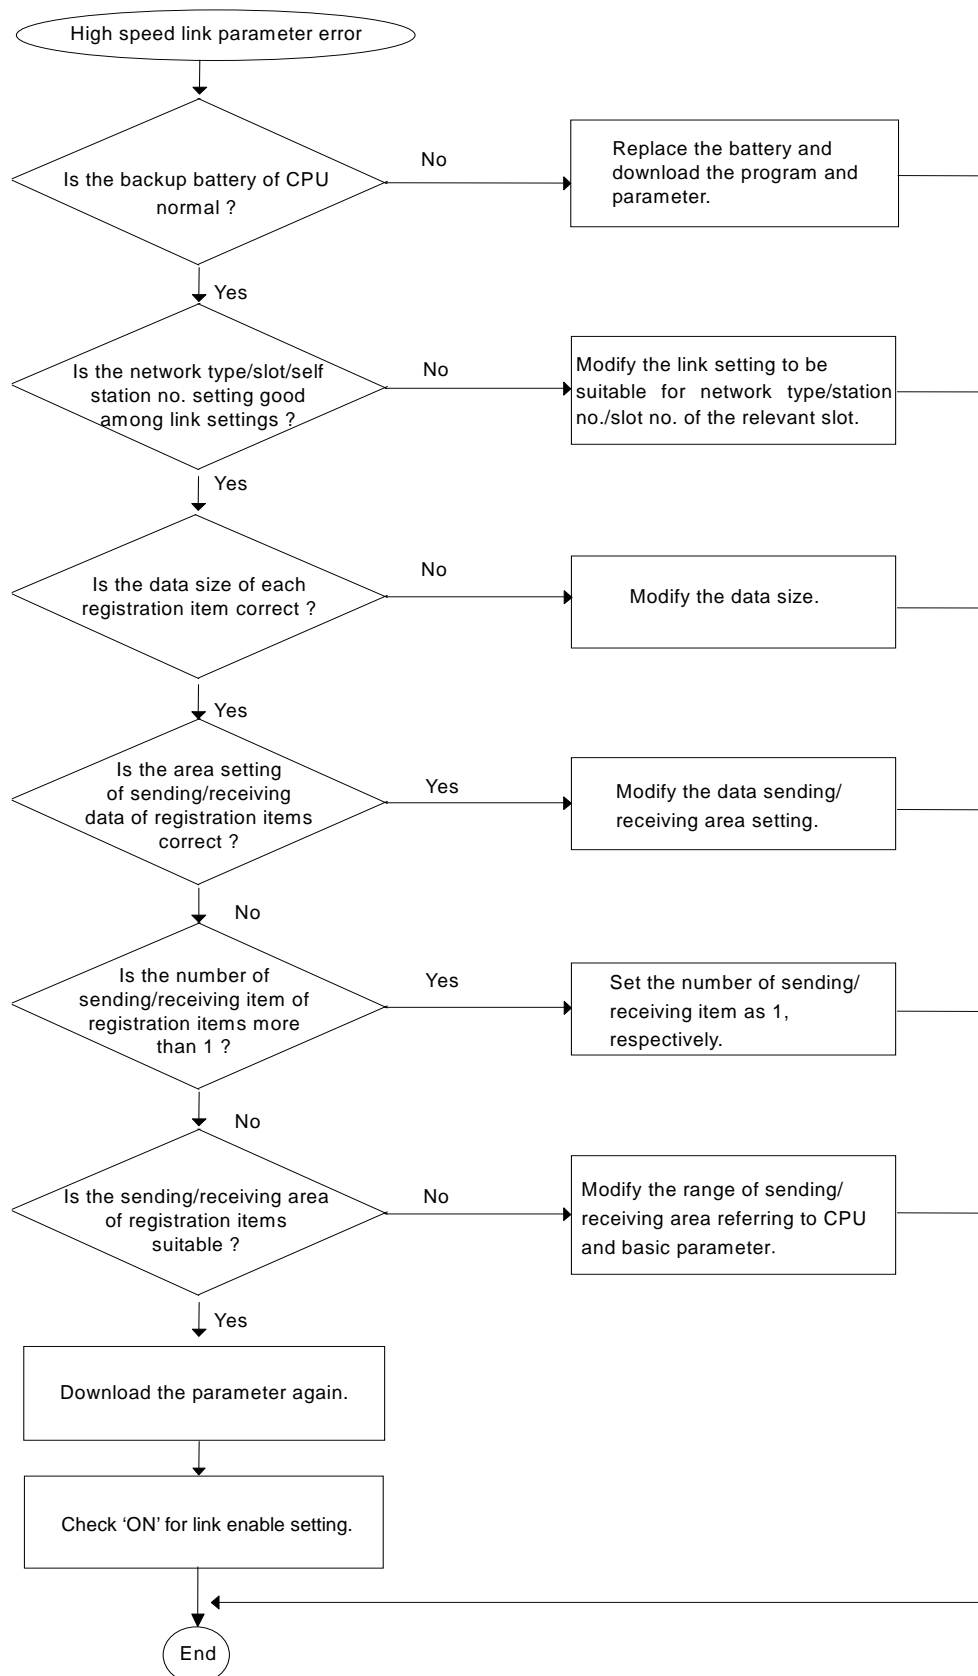 High speed link parameter error
Is the backup battery of CPU
normal ?
No
Replace the battery and
download the program and
parameter.
Yes
Is the network type/slot/self
station no. setting good
among link settings ?
No
Modify the link setting to be
suitable for network type/station
no./slot no. of the relevant slot.
Yes
Is the data size of each
registration item correct ?
No
Modify the data size.
Yes
Is the area setting
of sending/receiving
data of registration items
correct ?
Yes
Modify the data sending/
receiving area setting.
No
Is the number of
sending/receiving item of
registration items more
than 1 ?
Yes
Set the number of sending/
receiving item as 1,
respectively.
No
Is the sending/receiving area
of registration items
suitable ?
No
Modify the range of sending/
receiving area referring to CPU
and basic parameter.
Yes
Download the parameter again.
Check ‘ON’ for link enable setting.
End